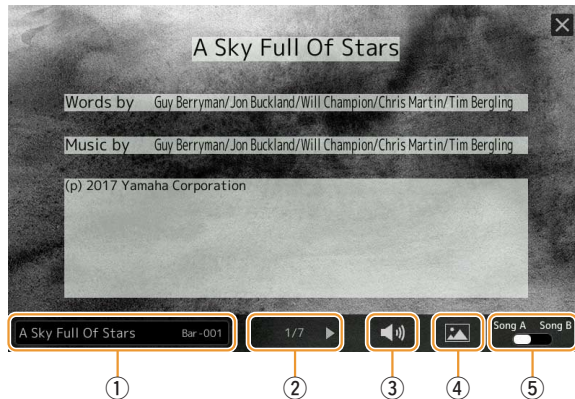 A Sky Full Of Stars
Words by Guy Berryman/Jon Buckland/Will Champion/Chris Martin/Tim Bergling
Music by Guy Berryman/Jon Buckland/Will Champion/Chris Martin/Tim Bergling
(p) 2017 Yamaha Corporation
A Sky Full Of Stars Bar-001 1/7 Song A Song B
① ② ③ ④ ⑤